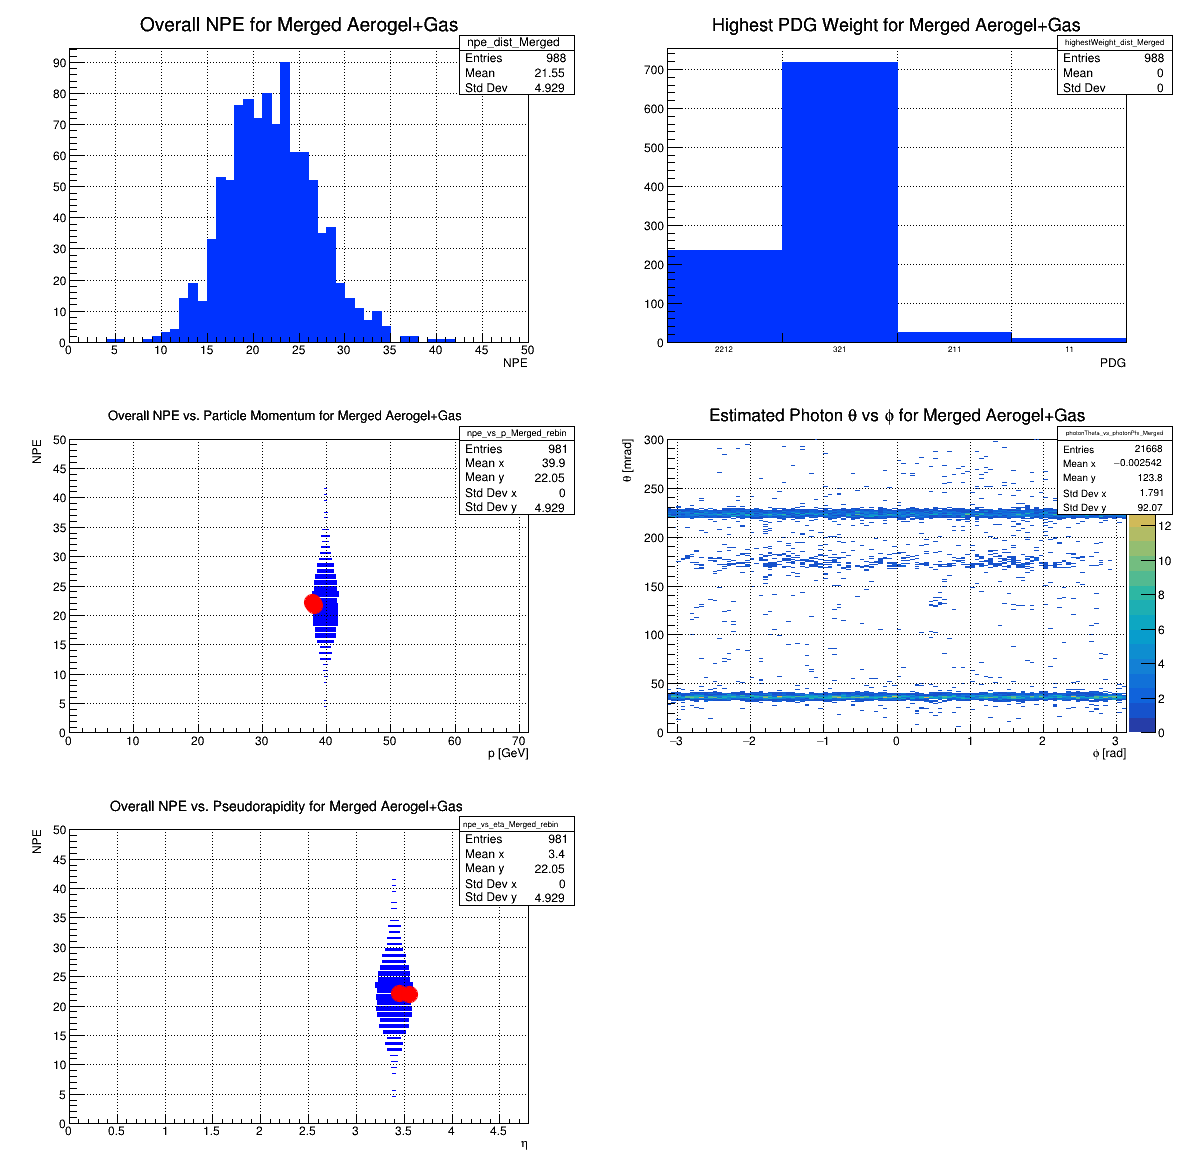 Overall NPE for Merged Aerogel+Gas
npe_dist_Merged
Entries 988
Mean 21.55
Std Dev 4.929
90
80
70
60
50
40
30
20
10
0
0 5 10 15 20 25 30 35 40 45 50
NPE
Highest PDG Weight for Merged Aerogel+Gas
highestWeight_dist_Merged
Entries 988
Mean 0
Std Dev 0
700
600
500
400
300
200
100
0
2212 321 211 11
PDG
Overall NPE vs. Particle Momentum for Merged Aerogel+Gas
NPE
npe_vs_p_Merged_rebin
Entries 981
Mean x 39.9
Mean y 22.05
Std Dev x 0
Std Dev y 4.929
50
45
40
35
30
25
20
15
10
5
0
0 10 20 30 40 50 60 70
p [GeV]
Estimated Photon θ vs ϕ for Merged Aerogel+Gas
θ [mrad]
photonTheta_vs_photonPhi_Merged
Entries 21668
Mean x −0.002542
Mean y 123.8
Std Dev x 1.791
Std Dev y 92.07
300
250
200
150
100
50
0
12
10
8
6
4
2
0
−3 −2 −1 0 1 2 3
ϕ [rad]
Overall NPE vs. Pseudorapidity for Merged Aerogel+Gas
NPE
npe_vs_eta_Merged_rebin
Entries 981
Mean x 3.4
Mean y 22.05
Std Dev x 0
Std Dev y 4.929
50
45
40
35
30
25
20
15
10
5
0
0 0.5 1 1.5 2 2.5 3 3.5 4 4.5
η